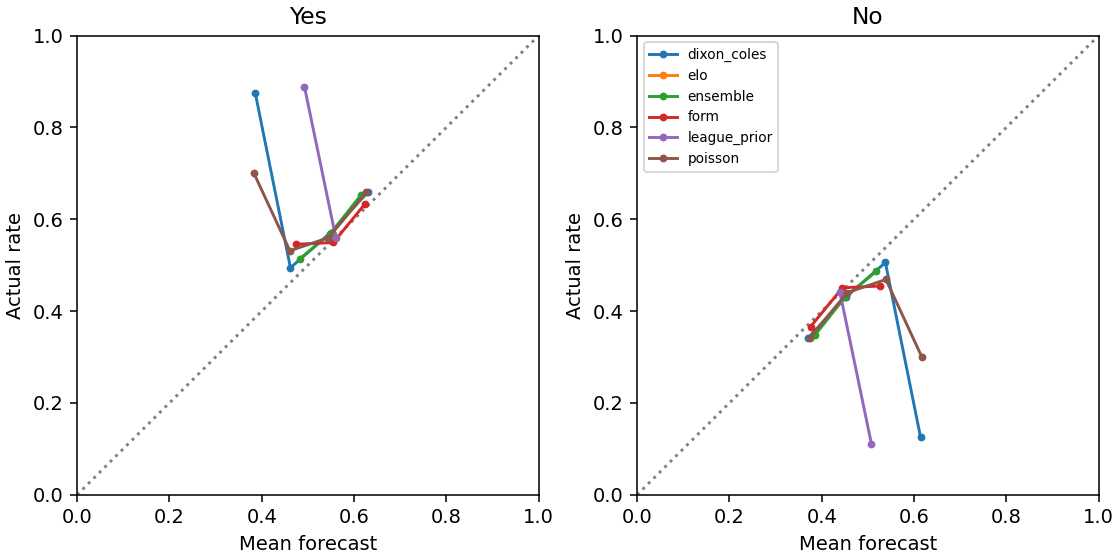 Yes
1.0
0.8
0.6
0.4
0.2
0.0
Actual rate
0.0 0.2 0.4 0.6 0.8 1.0
Mean forecast
No
dixon_coles
elo
ensemble
form
league_prior
poisson
1.0
0.8
0.6
0.4
0.2
0.0
Actual rate
0.0 0.2 0.4 0.6 0.8 1.0
Mean forecast